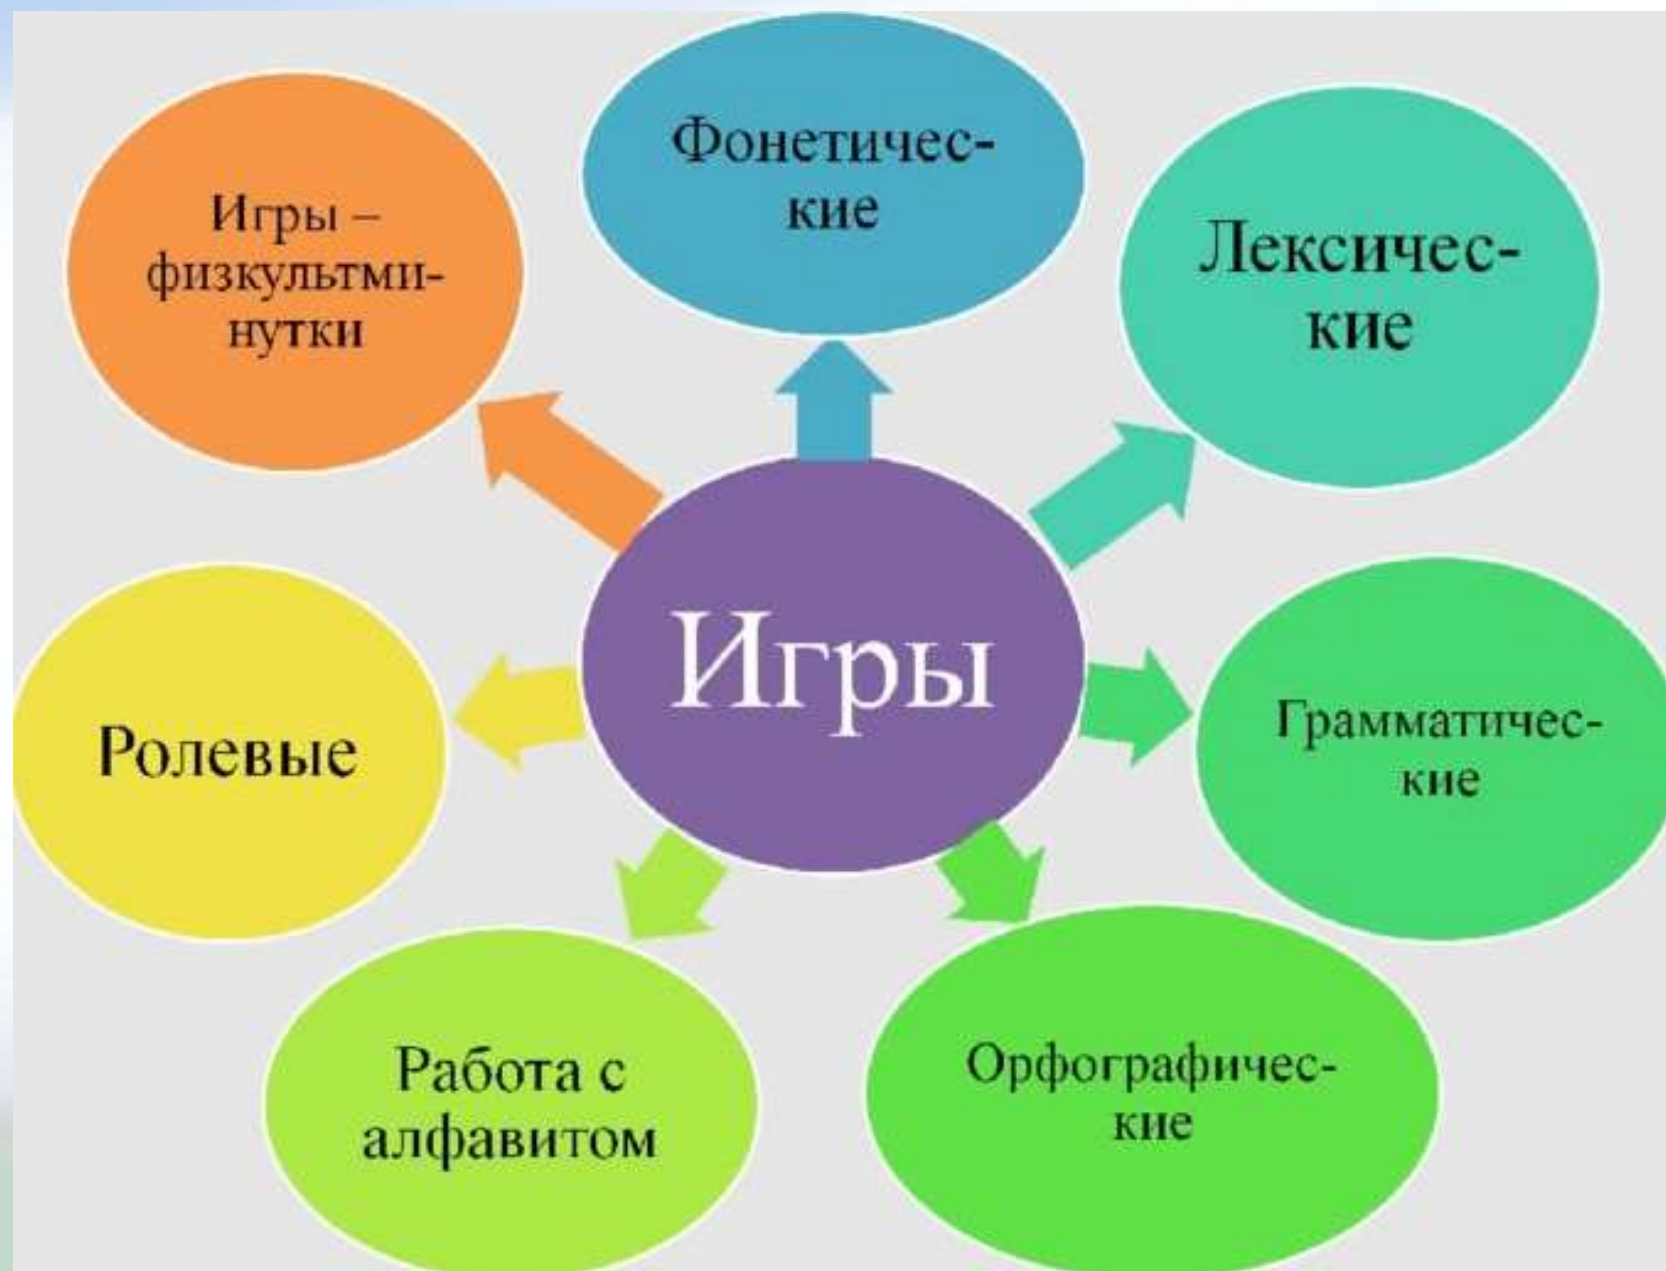 Фонетичес-
кие
Лексичес-
кие
Грамматичес-
кие
Орфографичес-
кие
Работа с
алфавитом
Ролевые
Игры –
физкультми-
нутки
Игры